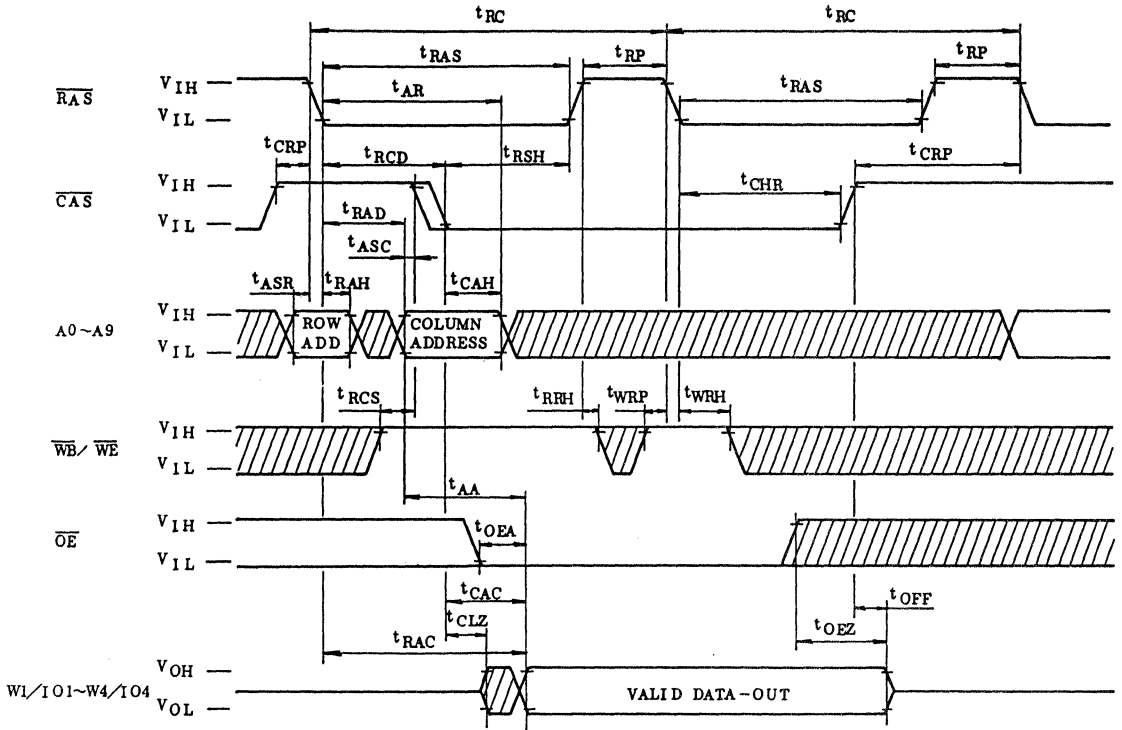 tRC tRC
tRAS tRP tRP
tAR tRAS
RAS VIH
VIL
tCRP tRCD tRSH tCRP
CAS VIH
VIL
tCHR
tRAD
tASC
tASR tRAH tCAH
A0~A9 VIH
VIL
ROW ADD
COLUMN ADDRESS
tRCS tRRH tWRP tWRH
WB/WE VIH
VIL
tAA
OE VIH
VIL
tOEA
tCAC tOFF
tCLZ tOEZ
tRAC
W1/IO1~W4/IO4 VOH
VOL
VALID DATA-OUT